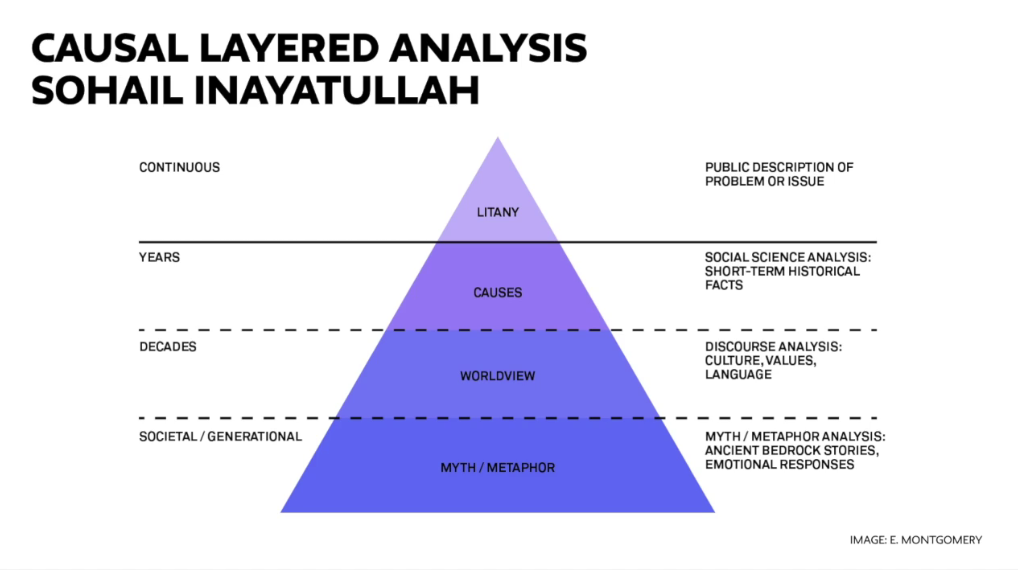 CAUSAL LAYERED ANALYSIS
SOHAIL INAYATULLAH
CONTINUOUS
LITANY
PUBLIC DESCRIPTION OF
PROBLEM OR ISSUE
YEARS
CAUSES
SOCIAL SCIENCE ANALYSIS:
SHORT-TERM HISTORICAL
FACTS
DECADES
WORLDVIEW
DISCOURSE ANALYSIS:
CULTURE, VALUES,
LANGUAGE
SOCIETAL / GENERATIONAL
MYTH / METAPHOR
MYTH / METAPHOR ANALYSIS:
ANCIENT BEDROCK STORIES,
EMOTIONAL RESPONSES
IMAGE: E. MONTGOMERY